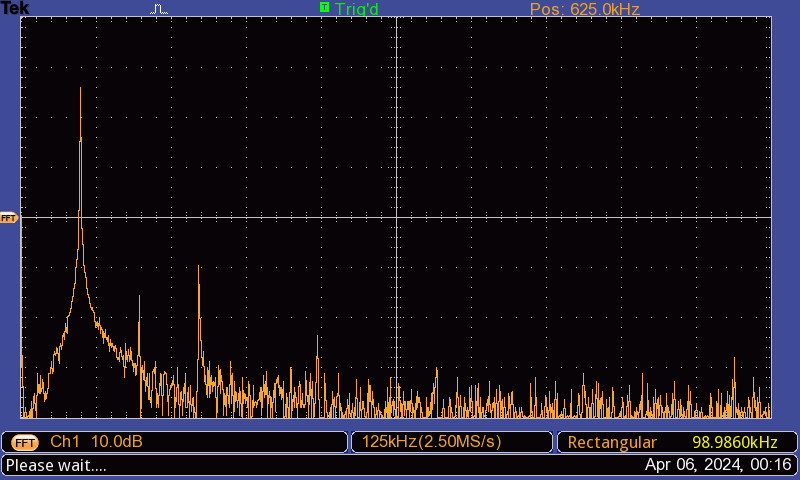 Tek T Trig'd Pos: 625.0kHz
FFT
FFT Ch1 10.0dB 125kHz(2.50MS/s) Rectangular 98.9860kHz
Please wait.... Apr 06, 2024, 00:16